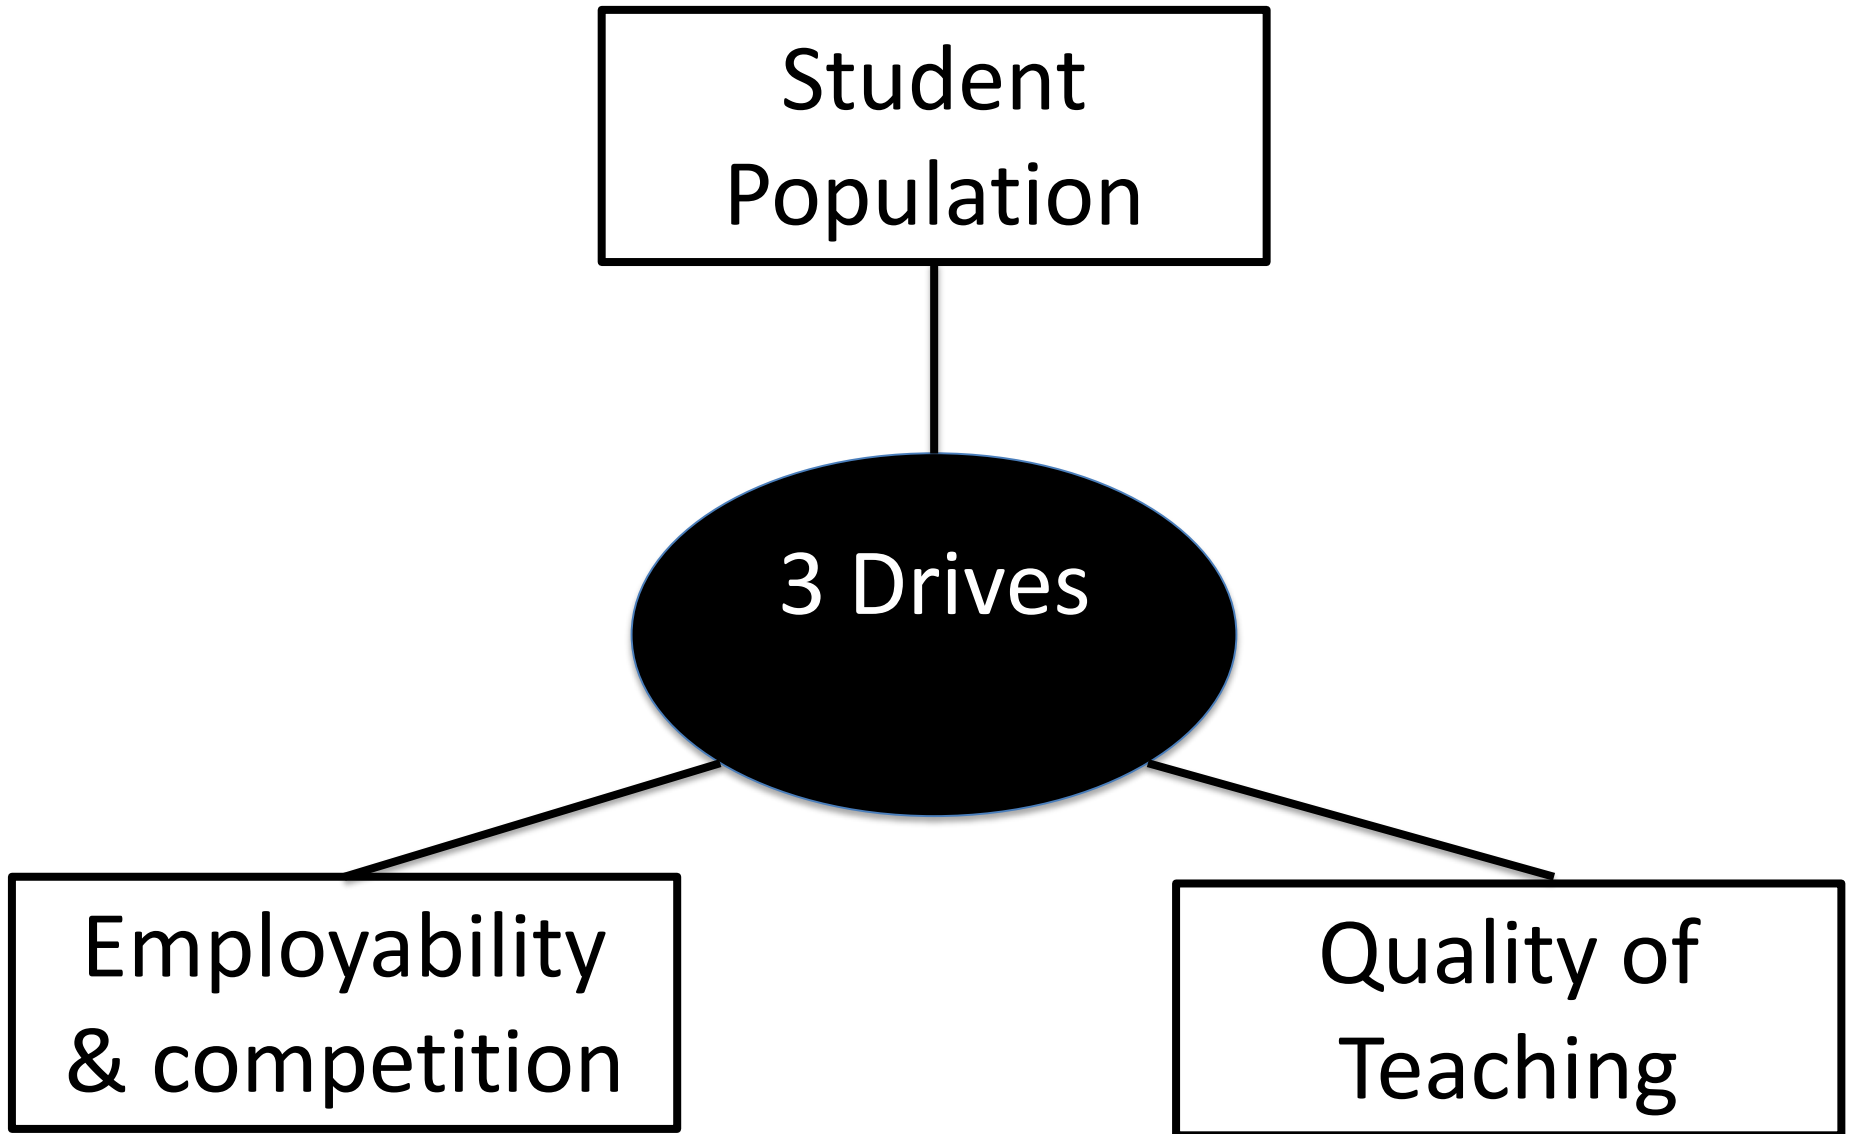 Student
Population
3 Drives
Employability
& competition
Quality of
Teaching